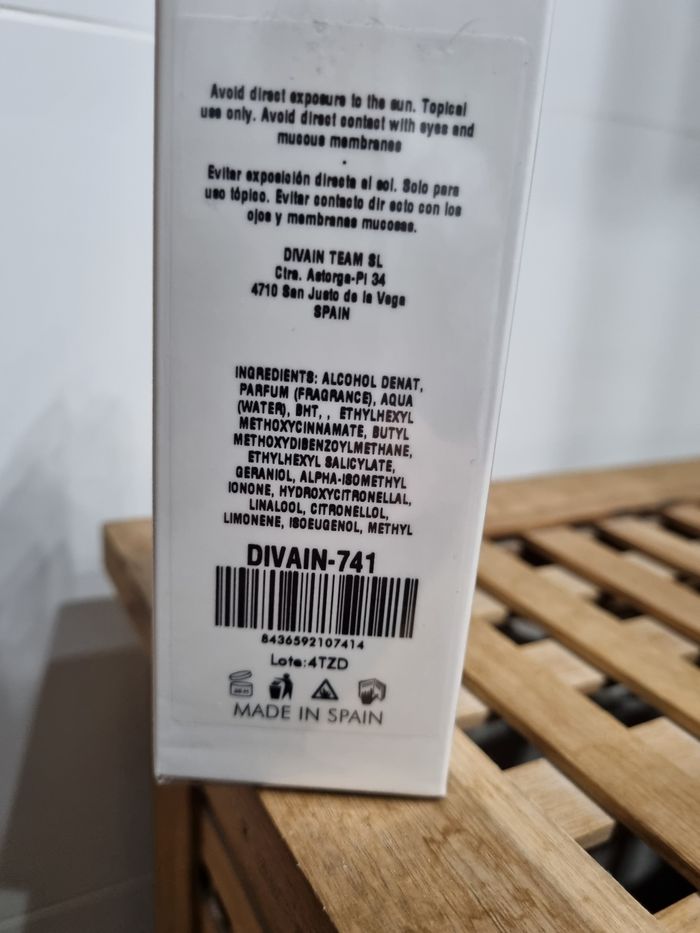 Avoid direct exposure to the sun. Topical
use only. Avoid direct contact with eyes and
mucous membranes
Evitar exposición directa al sol. Solo para
uso tópico. Evitar contacto dir ecto con los
ojos y membranas mucosas.
DIVAIN TEAM SL
Ctra. Astorga-Pl 34
4710 San Justo de la Vega
SPAIN
INGREDIENTS: ALCOHOL DENAT,
PARFUM (FRAGRANCE), AQUA
(WATER), BHT, , ETHYLHEXYL
METHOXYCINNAMATE, BUTYL
METHOXYDIBENZOYLMETHANE,
ETHYLHEXYL SALICYLATE,
GERANIOL, ALPHA-ISOMETHYL
IONONE, HYDROXYCITRONELLAL,
LINALOOL, CITRONELLOL,
LIMONENE, ISOEUGENOL, METHYL
DIVAIN-741
8436592107414
Lote:4TZD
MADE IN SPAIN